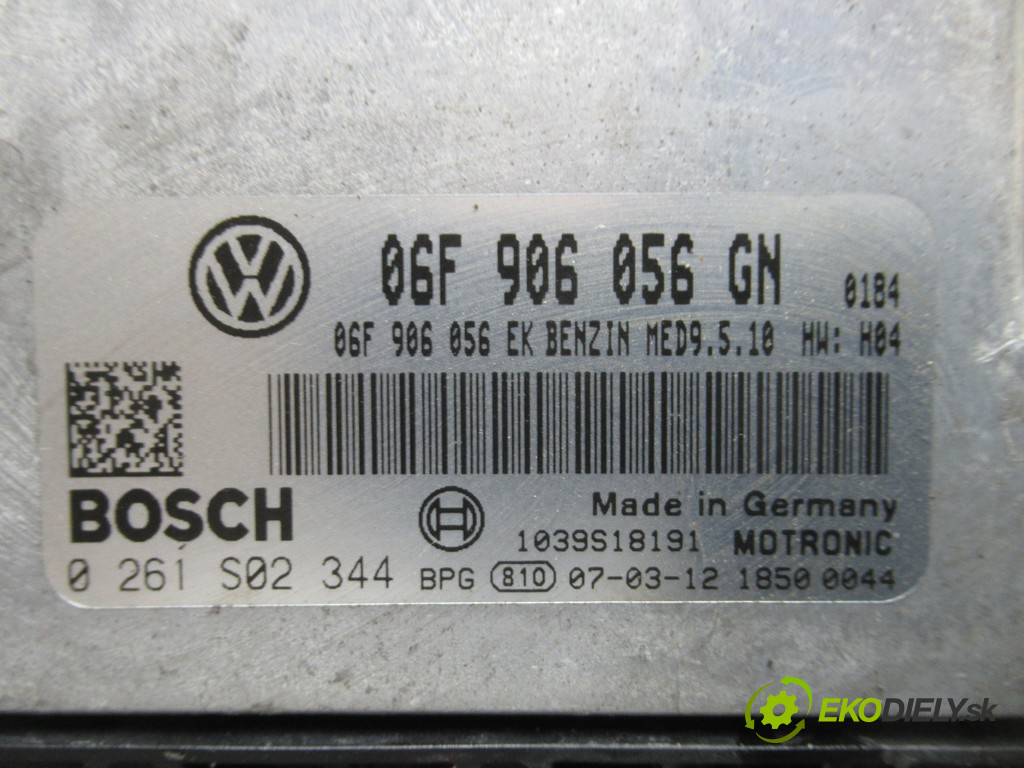 06F 906 056 GN 0184
06F 906 056 EK BENZIN MED9.5.10 HW: H04
BOSCH
Made in Germany
1039S18191 MOTRONIC
0 261 S02 344 BPG 810 07-03-12 1850 0044
EKODIELY.sk